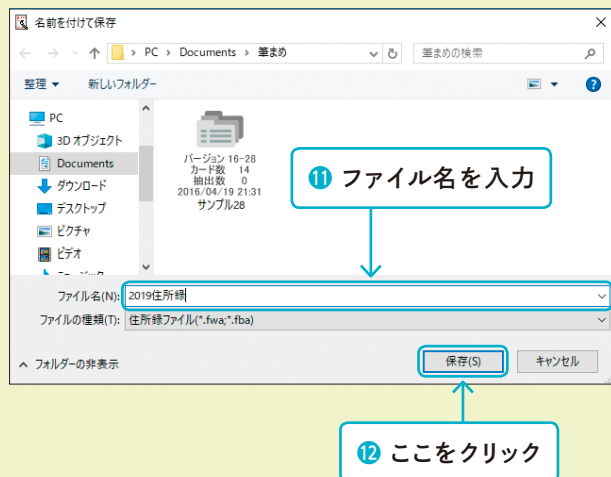 名前を付けて保存
PC › Documents › 筆まめ
筆まめの検索
整理
新しいフォルダー
PC
3D オブジェクト
Documents
ダウンロード
デスクトップ
ピクチャ
ビデオ
バージョン 16-28
カード数 14
抽出数 0
2016/04/19 21:31
サンプル28
⑪ ファイル名を入力
ファイル名(N): 2019住所録
ファイルの種類(T): 住所録ファイル(*.fwa;*.fba)
フォルダーの非表示
保存(S)
キャンセル
⑫ ここをクリック